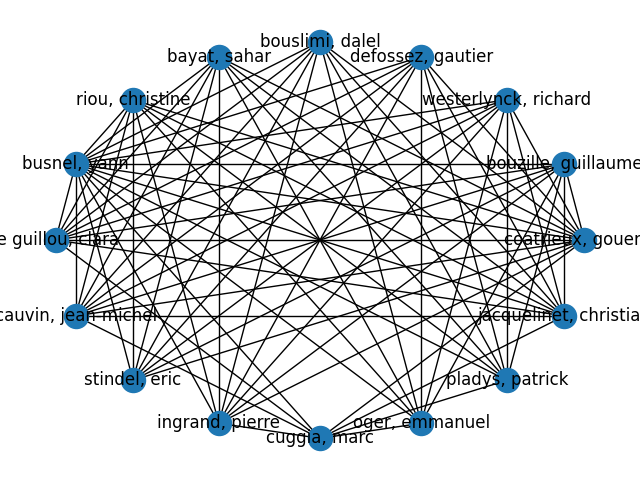 bouslimi, dalel
bayat, sahar
defossez, gautier
riou, christine
westerlynck, richard
busnel, yann
bouzille, guillaume
e guillou, clara
coatrieux, gouen
cauvin, jean michel
jacquelinet, christia
stindel, eric
pladys, patrick
ingrand, pierre
oger, emmanuel
cuggia, marc